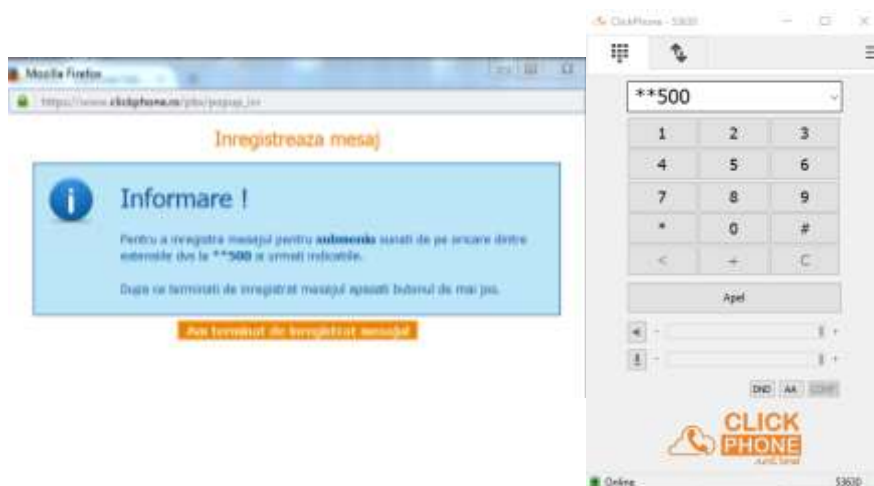 Mozilla Firefox
https://www.clickphone.ro/pbx/popup_ivr
Inregistreaza mesaj
Informare !
Pentru a inregistra mesajul pentru submeniu sunati de pe oricare dintre
extensiile dvs la **500 si urmati indicatiile.
Dupa ce terminati de inregistrat mesajul apasati butonul de mai jos.
Am terminat de inregistrat mesajul
ClickPhone - 53630
**500
1 2 3
4 5 6
7 8 9
* 0 #
< + C
Apel
- +
- +
DND AA CONF
CLICK
PHONE
Online 53630